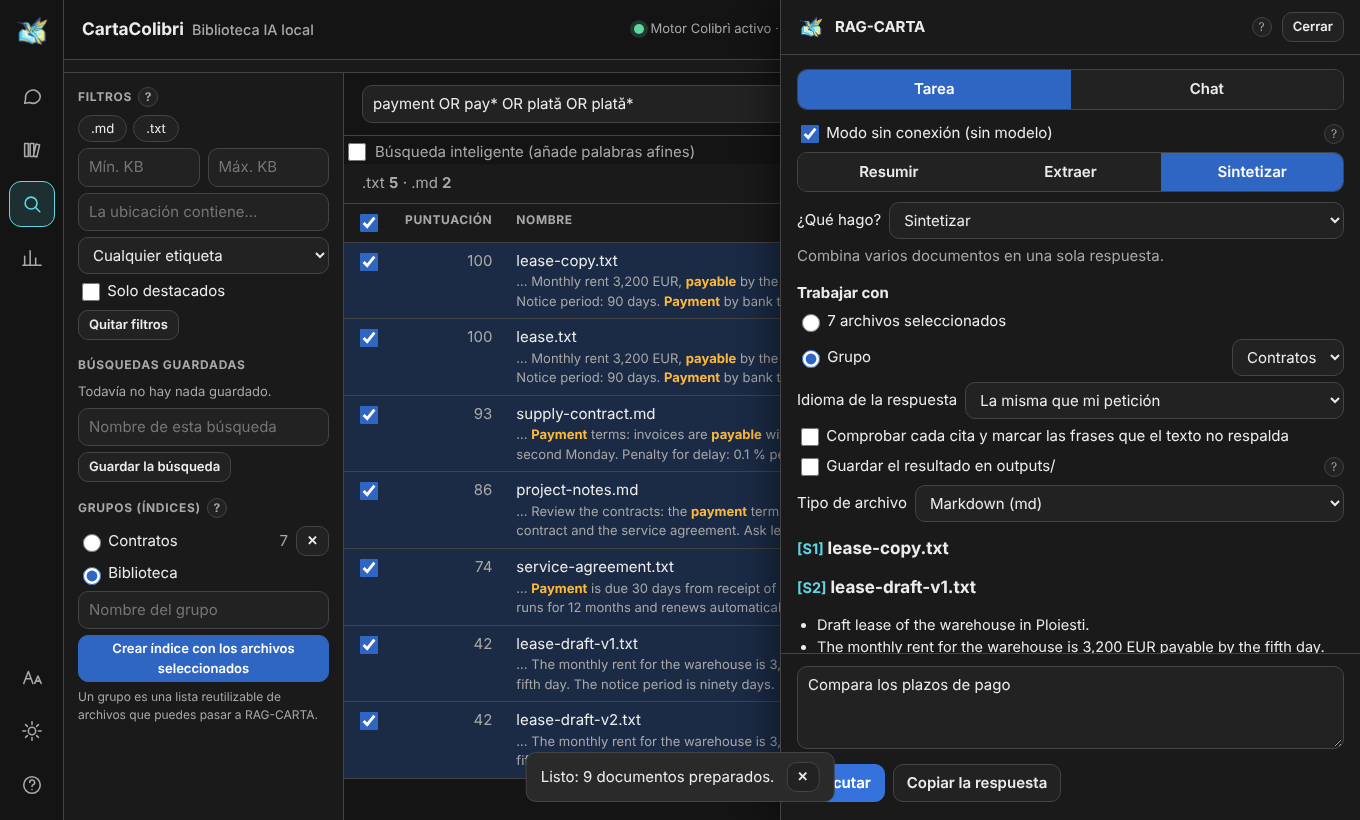 CartaColibri Biblioteca IA local
Motor Colibrì activo ·
FILTROS ?
.md .txt
Mín. KB Máx. KB
La ubicación contiene...
Cualquier etiqueta
Solo destacados
Quitar filtros
BÚSQUEDAS GUARDADAS
Todavía no hay nada guardado.
Nombre de esta búsqueda
Guardar la búsqueda
GRUPOS (ÍNDICES) ?
Contratos 7 ×
Biblioteca
Nombre del grupo
Crear índice con los archivos
seleccionados
Un grupo es una lista reutilizable de
archivos que puedes pasar a RAG-CARTA.
payment OR pay* OR plată OR plată*
Búsqueda inteligente (añade palabras afines)
.txt 5 · .md 2
PUNTUACIÓN NOMBRE
100 lease-copy.txt
... Monthly rent 3,200 EUR, payable by the
Notice period: 90 days. Payment by bank t
100 lease.txt
... Monthly rent 3,200 EUR, payable by the
Notice period: 90 days. Payment by bank t
93 supply-contract.md
... Payment terms: invoices are payable wi
second Monday. Penalty for delay: 0.1 % pe
86 project-notes.md
... Review the contracts: the payment term
contract and the service agreement. Ask le
74 service-agreement.txt
... Payment is due 30 days from receipt of
runs for 12 months and renews automatical
42 lease-draft-v1.txt
... The monthly rent for the warehouse is 3,
fifth day. The notice period is ninety days.
42 lease-draft-v2.txt
... The monthly rent for the warehouse is 3,
Listo: 9 documentos preparados. ×
RAG-CARTA ? Cerrar
Tarea Chat
Modo sin conexión (sin modelo) ?
Resumir Extraer Sintetizar
¿Qué hago? Sintetizar
Combina varios documentos en una sola respuesta.
Trabajar con
7 archivos seleccionados
Grupo Contratos
Idioma de la respuesta La misma que mi petición
Comprobar cada cita y marcar las frases que el texto no respalda
Guardar el resultado en outputs/ ?
Tipo de archivo Markdown (md)
[S1] lease-copy.txt
[S2] lease-draft-v1.txt
• Draft lease of the warehouse in Ploiesti.
• The monthly rent for the warehouse is 3,200 EUR payable by the fifth day.
Compara los plazos de pago
cutar Copiar la respuesta